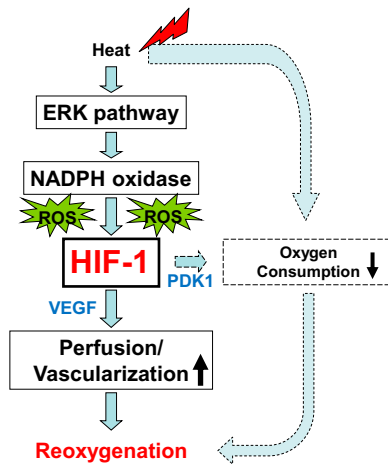 Heat
ERK pathway
NADPH oxidase
ROS
ROS
HIF-1
PDK1
Oxygen
Consumption
VEGF
Perfusion/
Vascularization
Reoxygenation